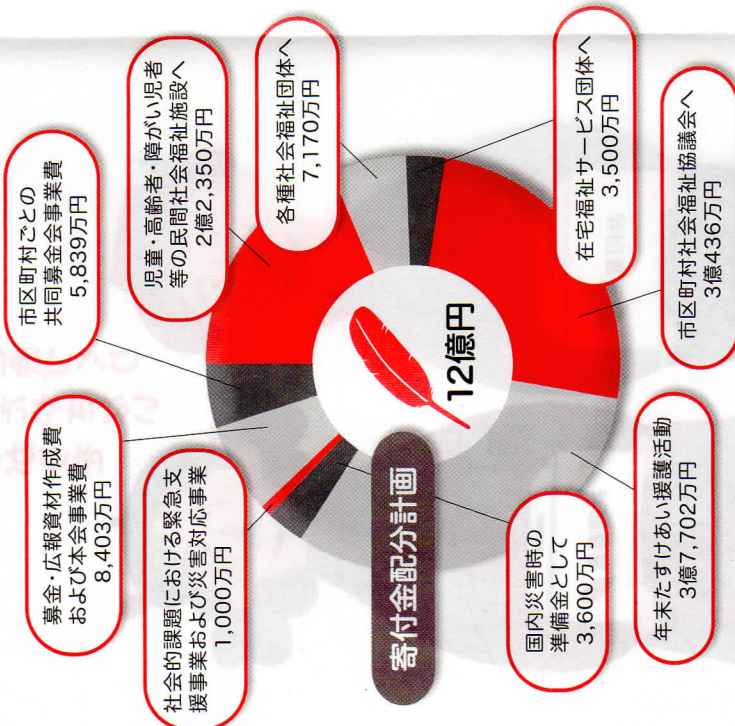 寄付金配分計画
12億円
児童・高齢者・障がい児者
等の民間社会福祉施設へ
2億2,350万円
各種社会福祉団体へ
7,170万円
在宅福祉サービス団体へ
3,500万円
市区町村社会福祉協議会へ
3億436万円
年末たすけあい援護活動
3億7,702万円
国内災害時の
準備金として
3,600万円
社会的課題における緊急支
援事業および災害対応事業
1,000万円
募金・広報資材作成費
および本会事業費
8,403万円
市区町村ごとの
共同募金会事業費
5,839万円